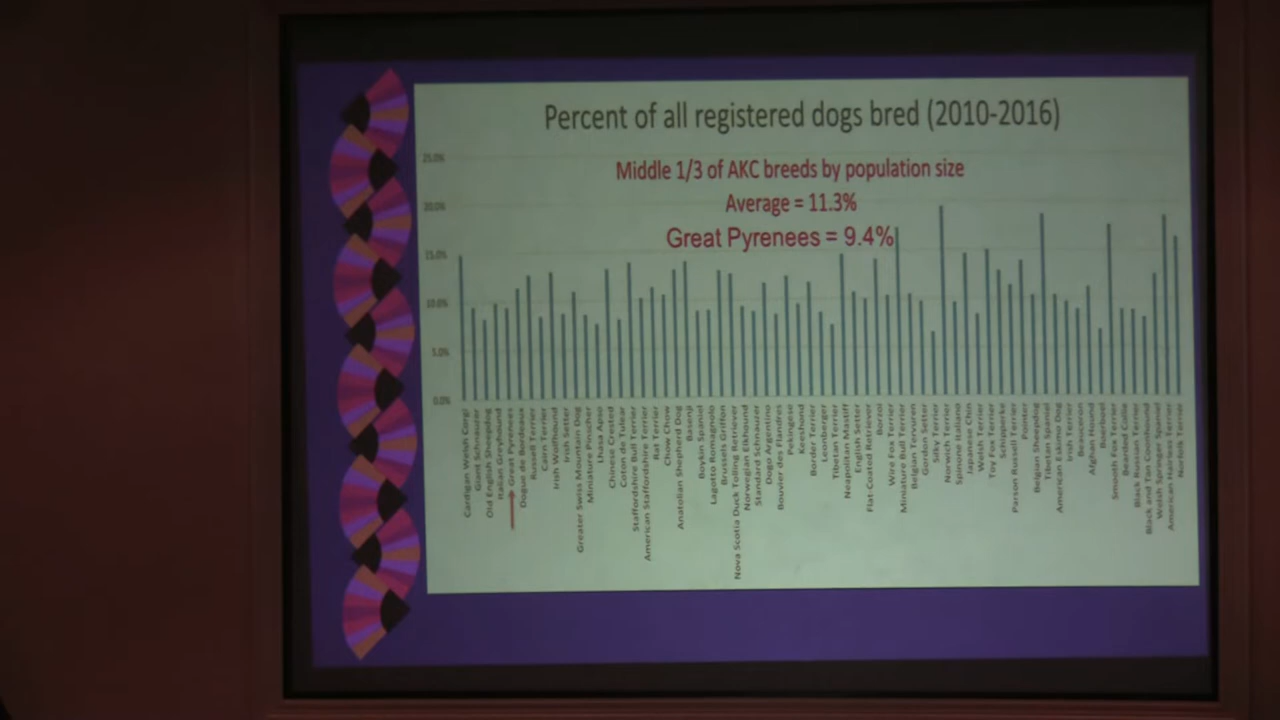 Percent of all registered dogs bred (2010-2016)
Middle 1/3 of AKC breeds by population size
Average = 11.3%
Great Pyrenees = 9.4%
25.0%
20.0%
15.0%
10.0%
5.0%
0.0%
Cardigan Welsh Corgi
Giant Schnauzer
Old English Sheepdog
Italian Greyhound
Great Pyrenees
Dogue de Bordeaux
Russell Terrier
Cairn Terrier
Irish Wolfhound
Irish Setter
Greater Swiss Mountain Dog
Miniature Pinscher
Lhasa Apso
Chinese Crested
Coton de Tulear
Staffordshire Bull Terrier
American Staffordshire Terrier
Rat Terrier
Chow Chow
Anatolian Shepherd Dog
Basenji
Boykin Spaniel
Lagotto Romagnolo
Brussels Griffon
Nova Scotia Duck Tolling Retriever
Norwegian Elkhound
Standard Schnauzer
Dogo Argentino
Bouvier des Flandres
Pekingese
Keeshond
Border Terrier
Leonberger
Tibetan Terrier
Neapolitan Mastiff
English Setter
Flat-Coated Retriever
Borzoi
Wire Fox Terrier
Miniature Bull Terrier
Belgian Tervuren
Gordon Setter
Silky Terrier
Norwich Terrier
Spinone Italiano
Japanese Chin
Welsh Terrier
Toy Fox Terrier
Schipperke
Parson Russell Terrier
Pointer
Belgian Sheepdog
Tibetan Spaniel
American Eskimo Dog
Irish Terrier
Beauceron
Afghan Hound
Boerboel
Smooth Fox Terrier
Bearded Collie
Black Russian Terrier
Black and Tan Coonhound
Welsh Springer Spaniel
American Hairless Terrier
Norfolk Terrier